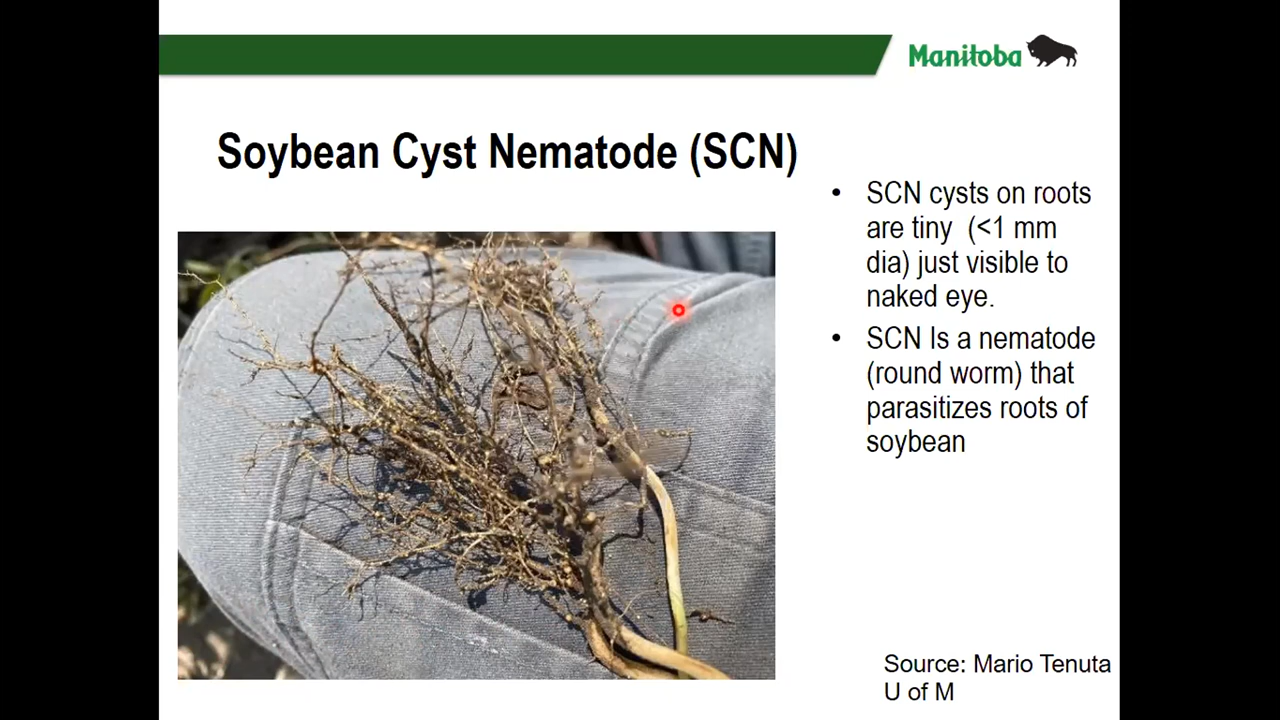 Manitoba
Soybean Cyst Nematode (SCN)
• SCN cysts on roots
are tiny (<1 mm
dia) just visible to
naked eye.
• SCN Is a nematode
(round worm) that
parasitizes roots of
soybean
Source: Mario Tenuta
U of M